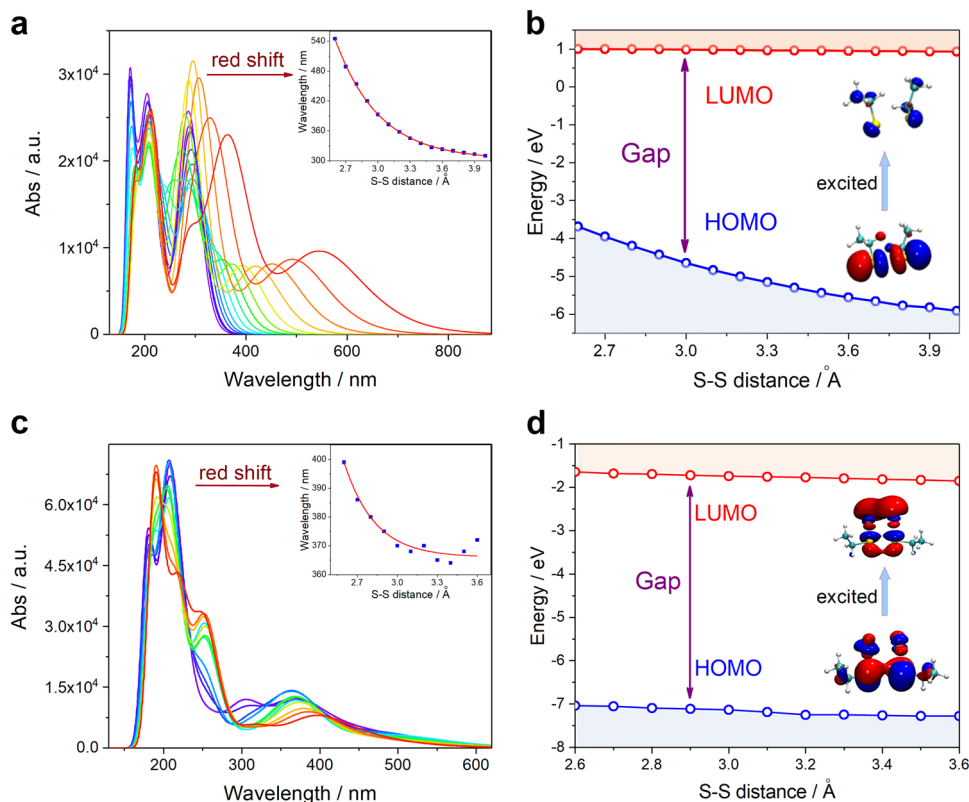 a
red shift
Abs / a.u.
3x10⁴
2x10⁴
1x10⁴
0
200
400
600
800
Wavelength / nm
Wavelength / nm
540
480
420
360
300
2.7
3.0
3.3
3.6
3.9
S-S distance / Å
b
Energy / eV
1
0
-1
-2
-3
-4
-5
-6
LUMO
Gap
excited
HOMO
2.7
3.0
3.3
3.6
3.9
S-S distance / Å
c
red shift
Abs / a.u.
6.0x10⁴
4.5x10⁴
3.0x10⁴
1.5x10⁴
0.0
200
300
400
500
600
Wavelength / nm
Wavelength / nm
400
390
380
370
360
2.7
3.0
3.3
3.6
S-S distance / Å
d
Energy / eV
-1
-2
-3
-4
-5
-6
-7
-8
LUMO
Gap
excited
HOMO
2.6
2.8
3.0
3.2
3.4
3.6
S-S distance / Å